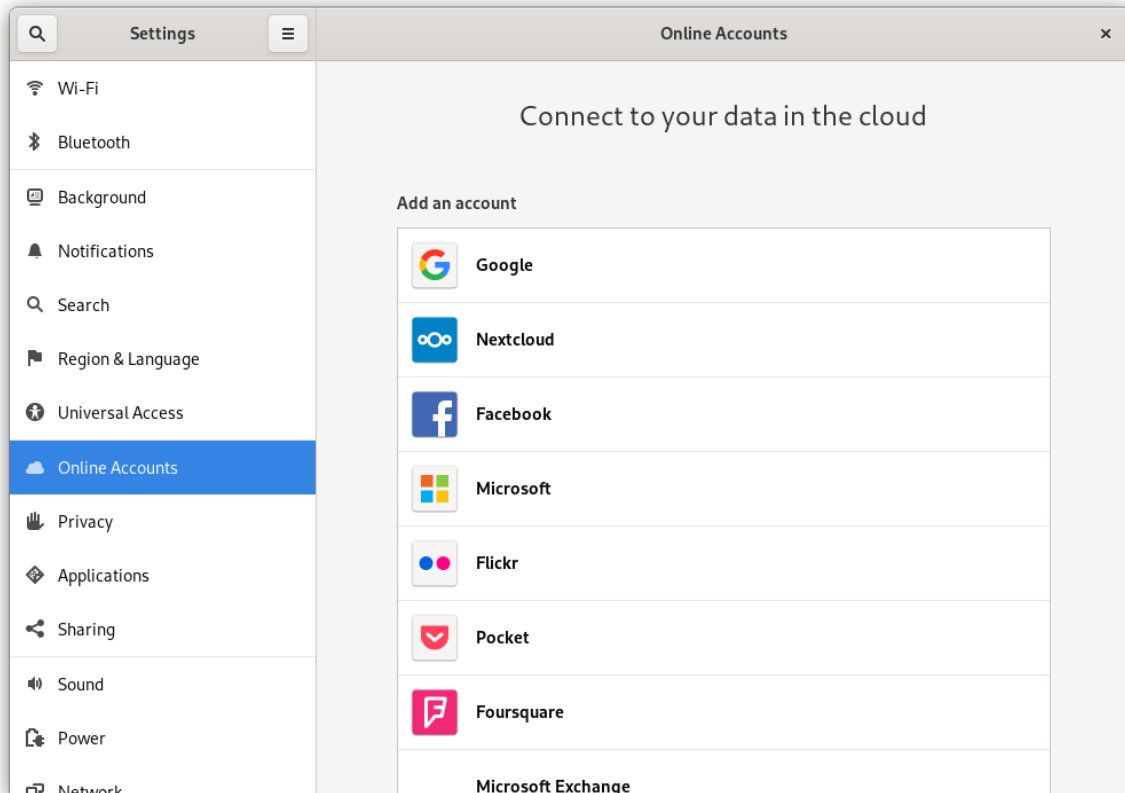 Settings
Online Accounts
Wi-Fi
Bluetooth
Background
Notifications
Search
Region & Language
Universal Access
Online Accounts
Privacy
Applications
Sharing
Sound
Power
Network
Connect to your data in the cloud
Add an account
Google
Nextcloud
Facebook
Microsoft
Flickr
Pocket
Foursquare
Microsoft Exchange